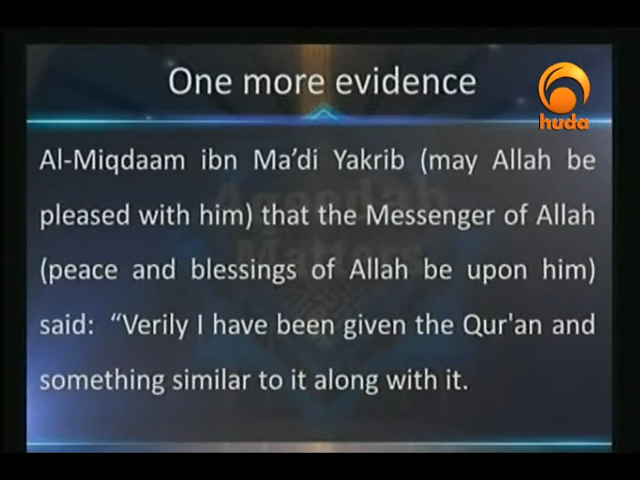 One more evidence
huda
Al-Miqdaam ibn Ma’di Yakrib (may Allah be
pleased with him) that the Messenger of Allah
(peace and blessings of Allah be upon him)
said: “Verily I have been given the Qur'an and
something similar to it along with it.
Aqeedah
Matters